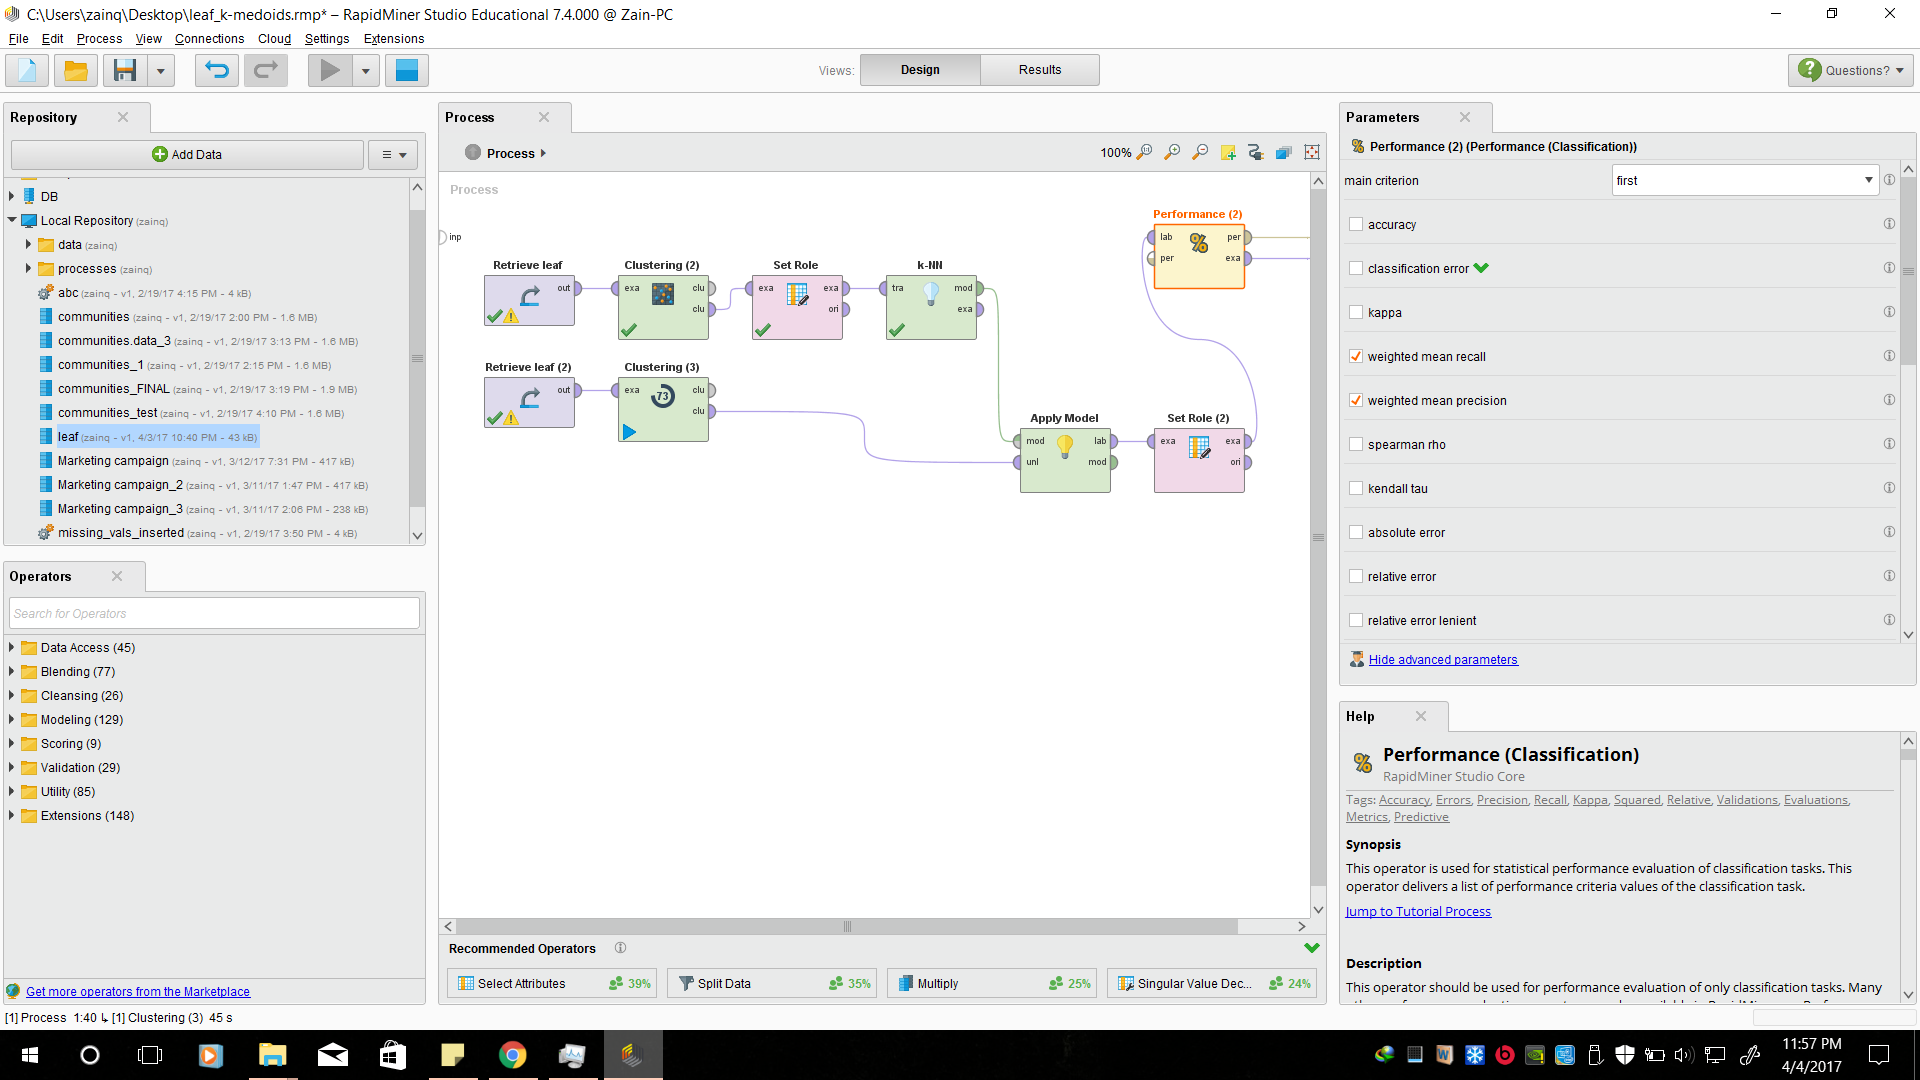 C:\Users\zainq\Desktop\leaf_k-medoids.rmp* – RapidMiner Studio Educational 7.4.000 @ Zain-PC
File Edit Process View Connections Cloud Settings Extensions
Views: Design Results
Questions?
Repository
Add Data
DB
Local Repository (zainq)
data (zainq)
processes (zainq)
abc (zainq - v1, 2/19/17 4:15 PM - 4 kB)
communities (zainq - v1, 2/19/17 2:00 PM - 1.6 MB)
communities.data_3 (zainq - v1, 2/19/17 3:13 PM - 1.6 MB)
communities_1 (zainq - v1, 2/19/17 2:15 PM - 1.6 MB)
communities_FINAL (zainq - v1, 2/19/17 3:19 PM - 1.9 MB)
communities_test (zainq - v1, 2/19/17 4:10 PM - 1.6 MB)
leaf (zainq - v1, 4/3/17 10:40 PM - 43 kB)
Marketing campaign (zainq - v1, 3/12/17 7:31 PM - 417 kB)
Marketing campaign_2 (zainq - v1, 3/11/17 1:47 PM - 417 kB)
Marketing campaign_3 (zainq - v1, 3/11/17 2:06 PM - 238 kB)
missing_vals_inserted (zainq - v1, 2/19/17 3:50 PM - 4 kB)
Operators
Search for Operators
Data Access (45)
Blending (77)
Cleansing (26)
Modeling (129)
Scoring (9)
Validation (29)
Utility (85)
Extensions (148)
Get more operators from the Marketplace
Process
Process
100%
Process
inp
Performance (2)
lab per
per exa
Retrieve leaf
out
Clustering (2)
exa clu
clu
Set Role
exa exa
ori
k-NN
tra mod
exa
Retrieve leaf (2)
out
Clustering (3)
exa 73 clu
clu
Apply Model
mod lab
unl mod
Set Role (2)
exa exa
ori
Recommended Operators
Select Attributes 39%
Split Data 35%
Multiply 25%
Singular Value Dec... 24%
Parameters
Performance (2) (Performance (Classification))
main criterion first
accuracy
classification error
kappa
weighted mean recall
weighted mean precision
spearman rho
kendall tau
absolute error
relative error
relative error lenient
Hide advanced parameters
Help
Performance (Classification)
RapidMiner Studio Core
Tags: Accuracy, Errors, Precision, Recall, Kappa, Squared, Relative, Validations, Evaluations,
Metrics, Predictive
Synopsis
This operator is used for statistical performance evaluation of classification tasks. This
operator delivers a list of performance criteria values of the classification task.
Jump to Tutorial Process
Description
This operator should be used for performance evaluation of only classification tasks. Many
[1] Process 1:40 ↳ [1] Clustering (3) 45 s
11:57 PM
4/4/2017